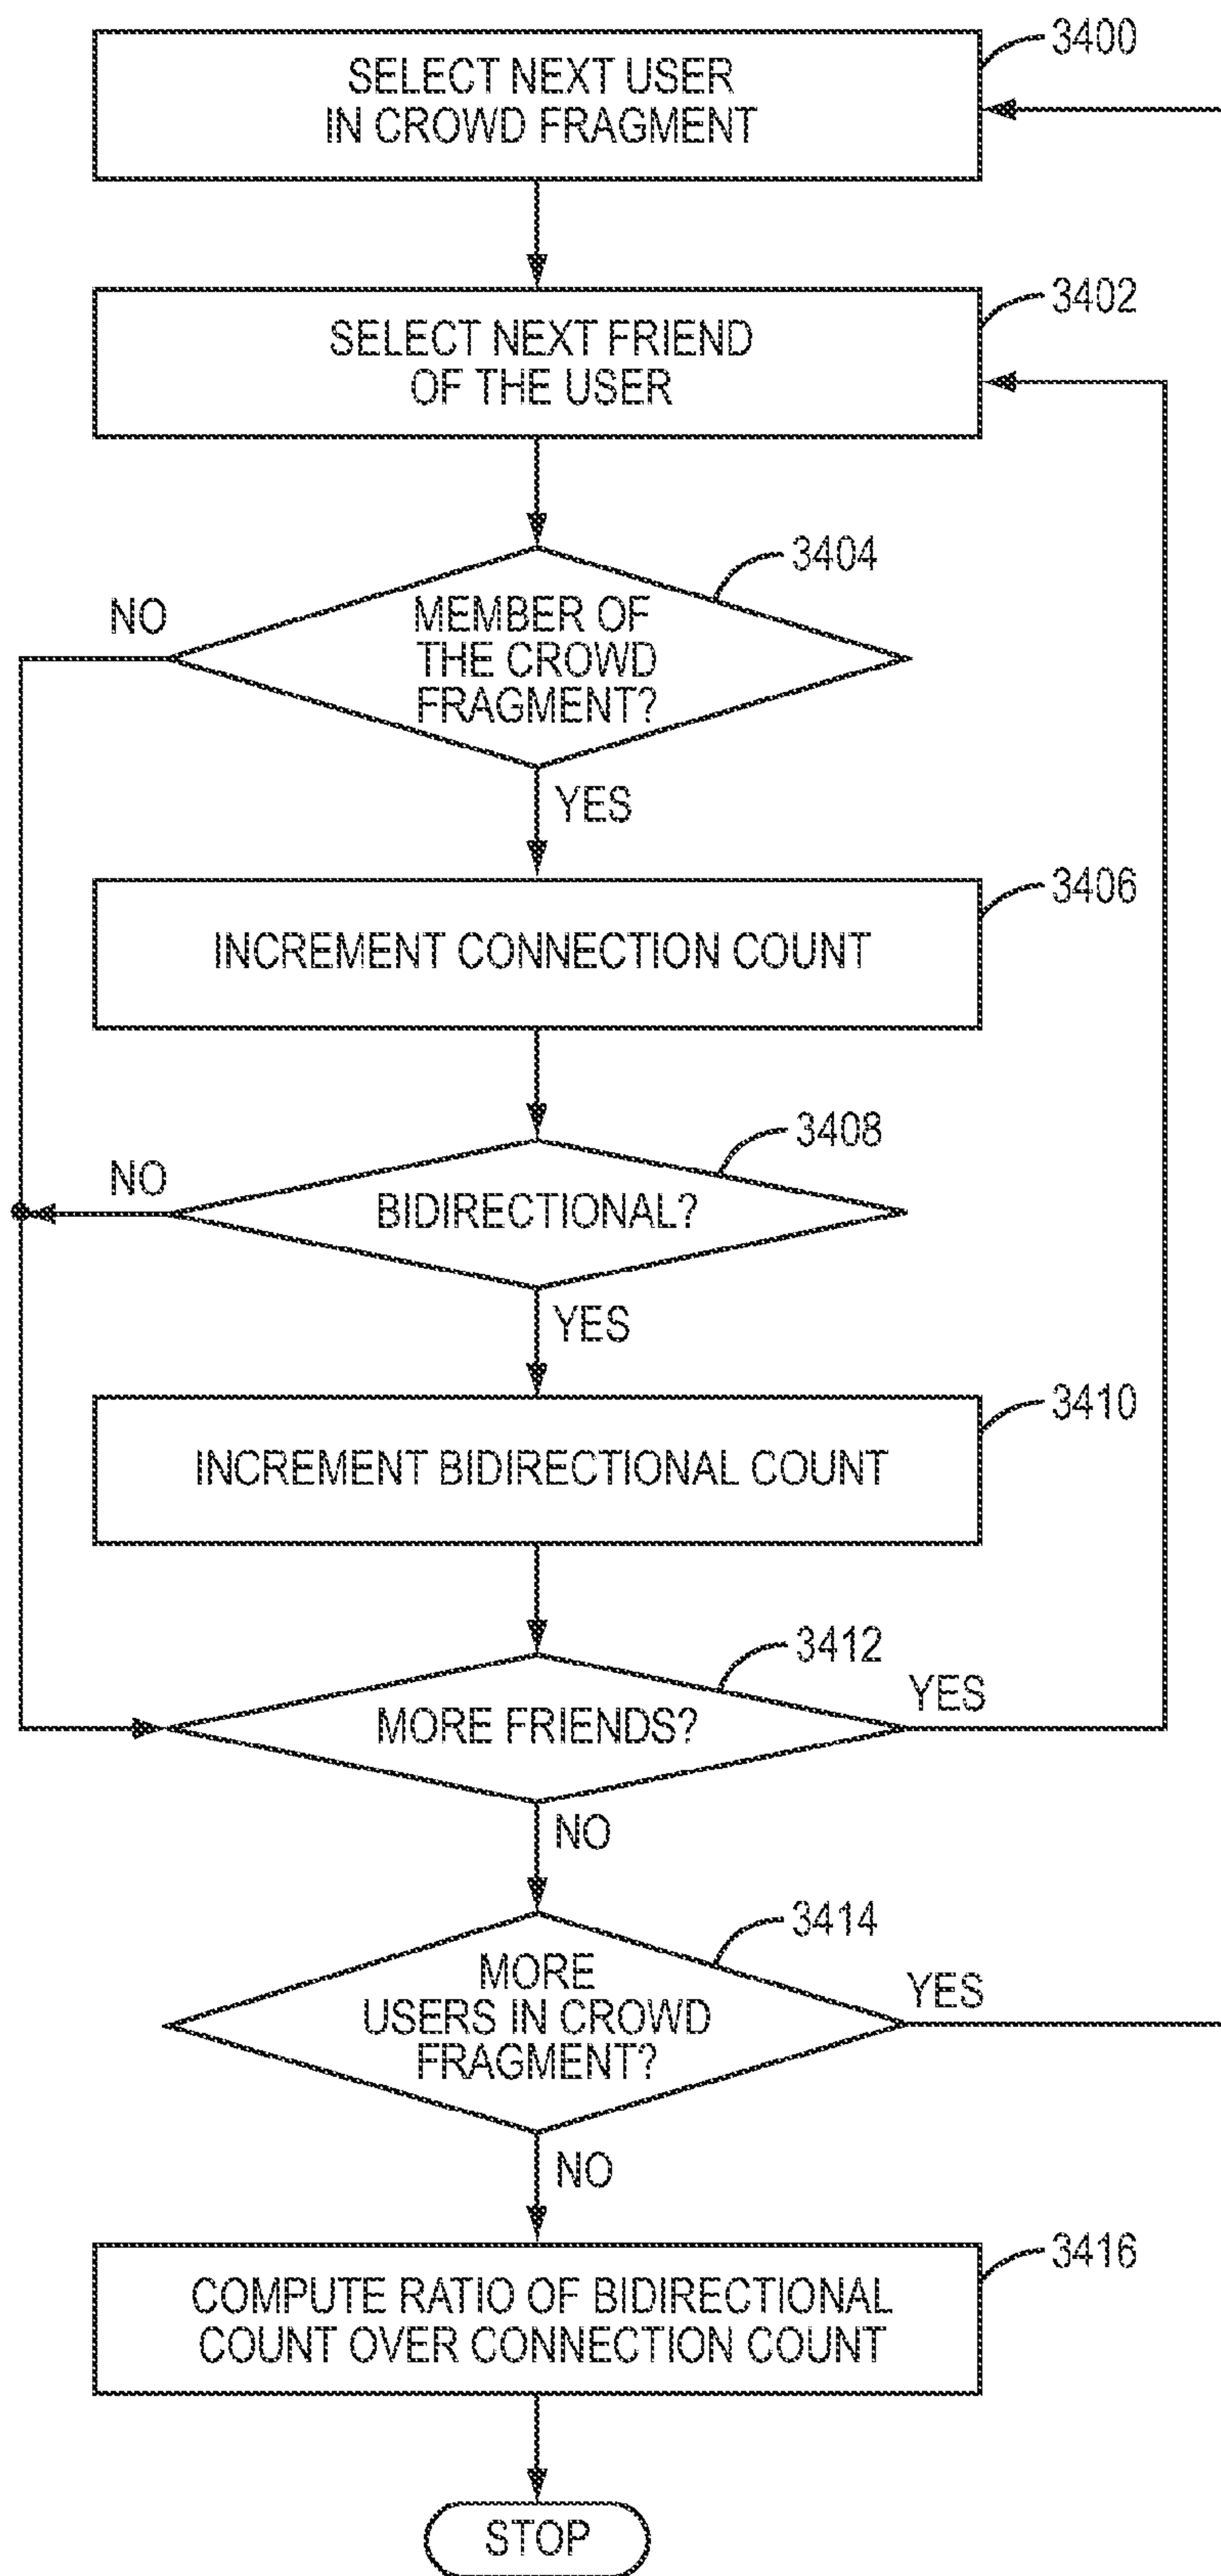 3400
SELECT NEXT USER
IN CROWD FRAGMENT
3402
SELECT NEXT FRIEND
OF THE USER
3404
NO
MEMBER OF
THE CROWD
FRAGMENT?
YES
3406
INCREMENT CONNECTION COUNT
3408
NO
BIDIRECTIONAL?
YES
3410
INCREMENT BIDIRECTIONAL COUNT
3412
YES
MORE FRIENDS?
NO
3414
MORE
YES
USERS IN CROWD
FRAGMENT?
NO
3416
COMPUTE RATIO OF BIDIRECTIONAL
COUNT OVER CONNECTION COUNT
STOP